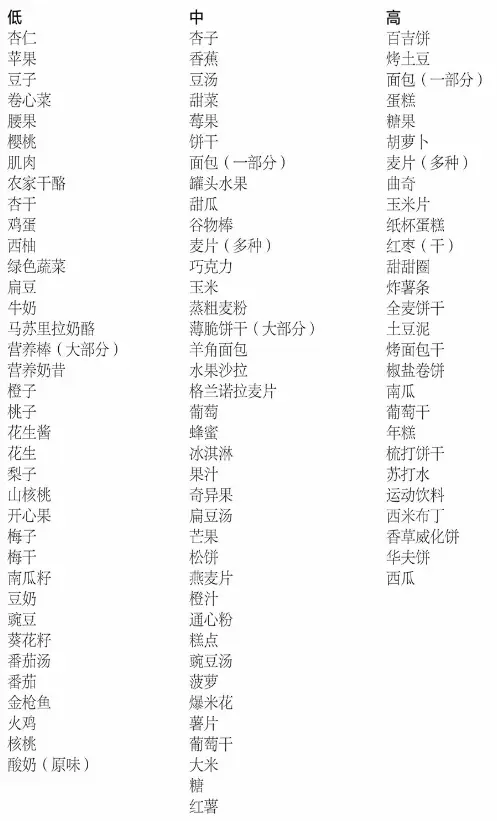 低
杏仁
苹果
豆子
卷心菜
腰果
樱桃
肌肉
农家干酪
杏干
鸡蛋
西柚
绿色蔬菜
扁豆
牛奶
马苏里拉奶酪
营养棒（大部分）
营养奶昔
橙子
桃子
花生酱
花生
梨子
山核桃
开心果
梅子
梅干
南瓜籽
豆奶
豌豆
葵花籽
番茄汤
番茄
金枪鱼
火鸡
核桃
酸奶（原味）
中
杏子
香蕉
豆汤
甜菜
莓果
饼干
面包（一部分）
罐头水果
甜瓜
谷物棒
麦片（多种）
巧克力
玉米
蒸粗麦粉
薄脆饼干（大部分）
羊角面包
水果沙拉
格兰诺拉麦片
葡萄
蜂蜜
冰淇淋
果汁
奇异果
扁豆汤
芒果
松饼
燕麦片
橙汁
通心粉
糕点
豌豆汤
菠萝
爆米花
薯片
葡萄干
大米
糖
红薯
高
百吉饼
烤土豆
面包（一部分）
蛋糕
糖果
胡萝卜
麦片（多种）
曲奇
玉米片
纸杯蛋糕
红枣（干）
甜甜圈
炸薯条
全麦饼干
土豆泥
烤面包干
椒盐卷饼
南瓜
葡萄干
年糕
梳打饼干
苏打水
运动饮料
西米布丁
香草威化饼
华夫饼
西瓜